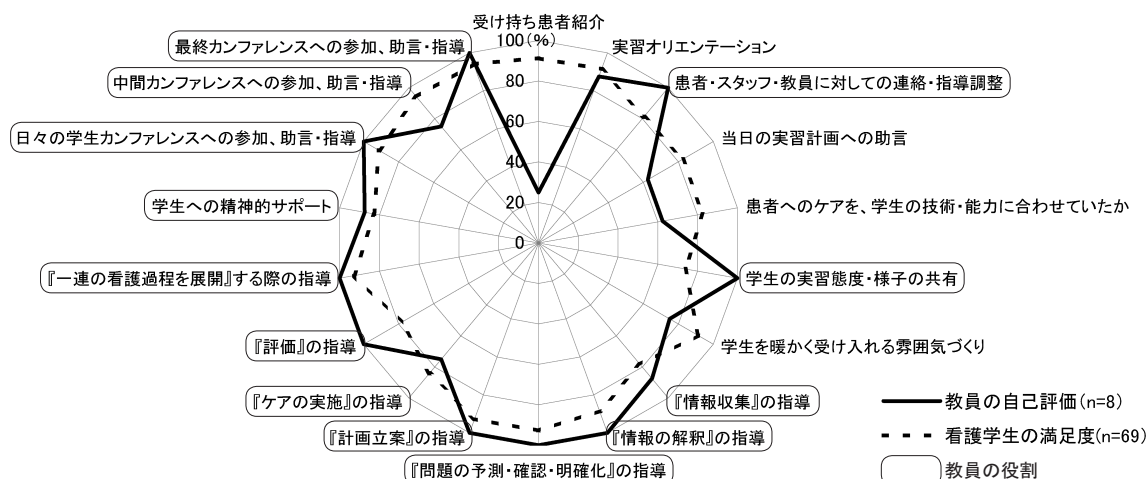 受け持ち患者紹介
100(%)
80
60
40
20
0
実習オリエンテーション
患者・スタッフ・教員に対しての連絡・指導調整
当日の実習計画への助言
患者へのケアを、学生の技術・能力に合わせていたか
学生の実習態度・様子の共有
学生を暖かく受け入れる雰囲気づくり
『情報収集』の指導
『情報の解釈』の指導
『問題の予測・確認・明確化』の指導
『計画立案』の指導
『ケアの実施』の指導
『評価』の指導
『一連の看護過程を展開』する際の指導
学生への精神的サポート
日々の学生カンファレンスへの参加、助言・指導
中間カンファレンスへの参加、助言・指導
最終カンファレンスへの参加、助言・指導
教員の自己評価(n=8)
看護学生の満足度(n=69)
教員の役割